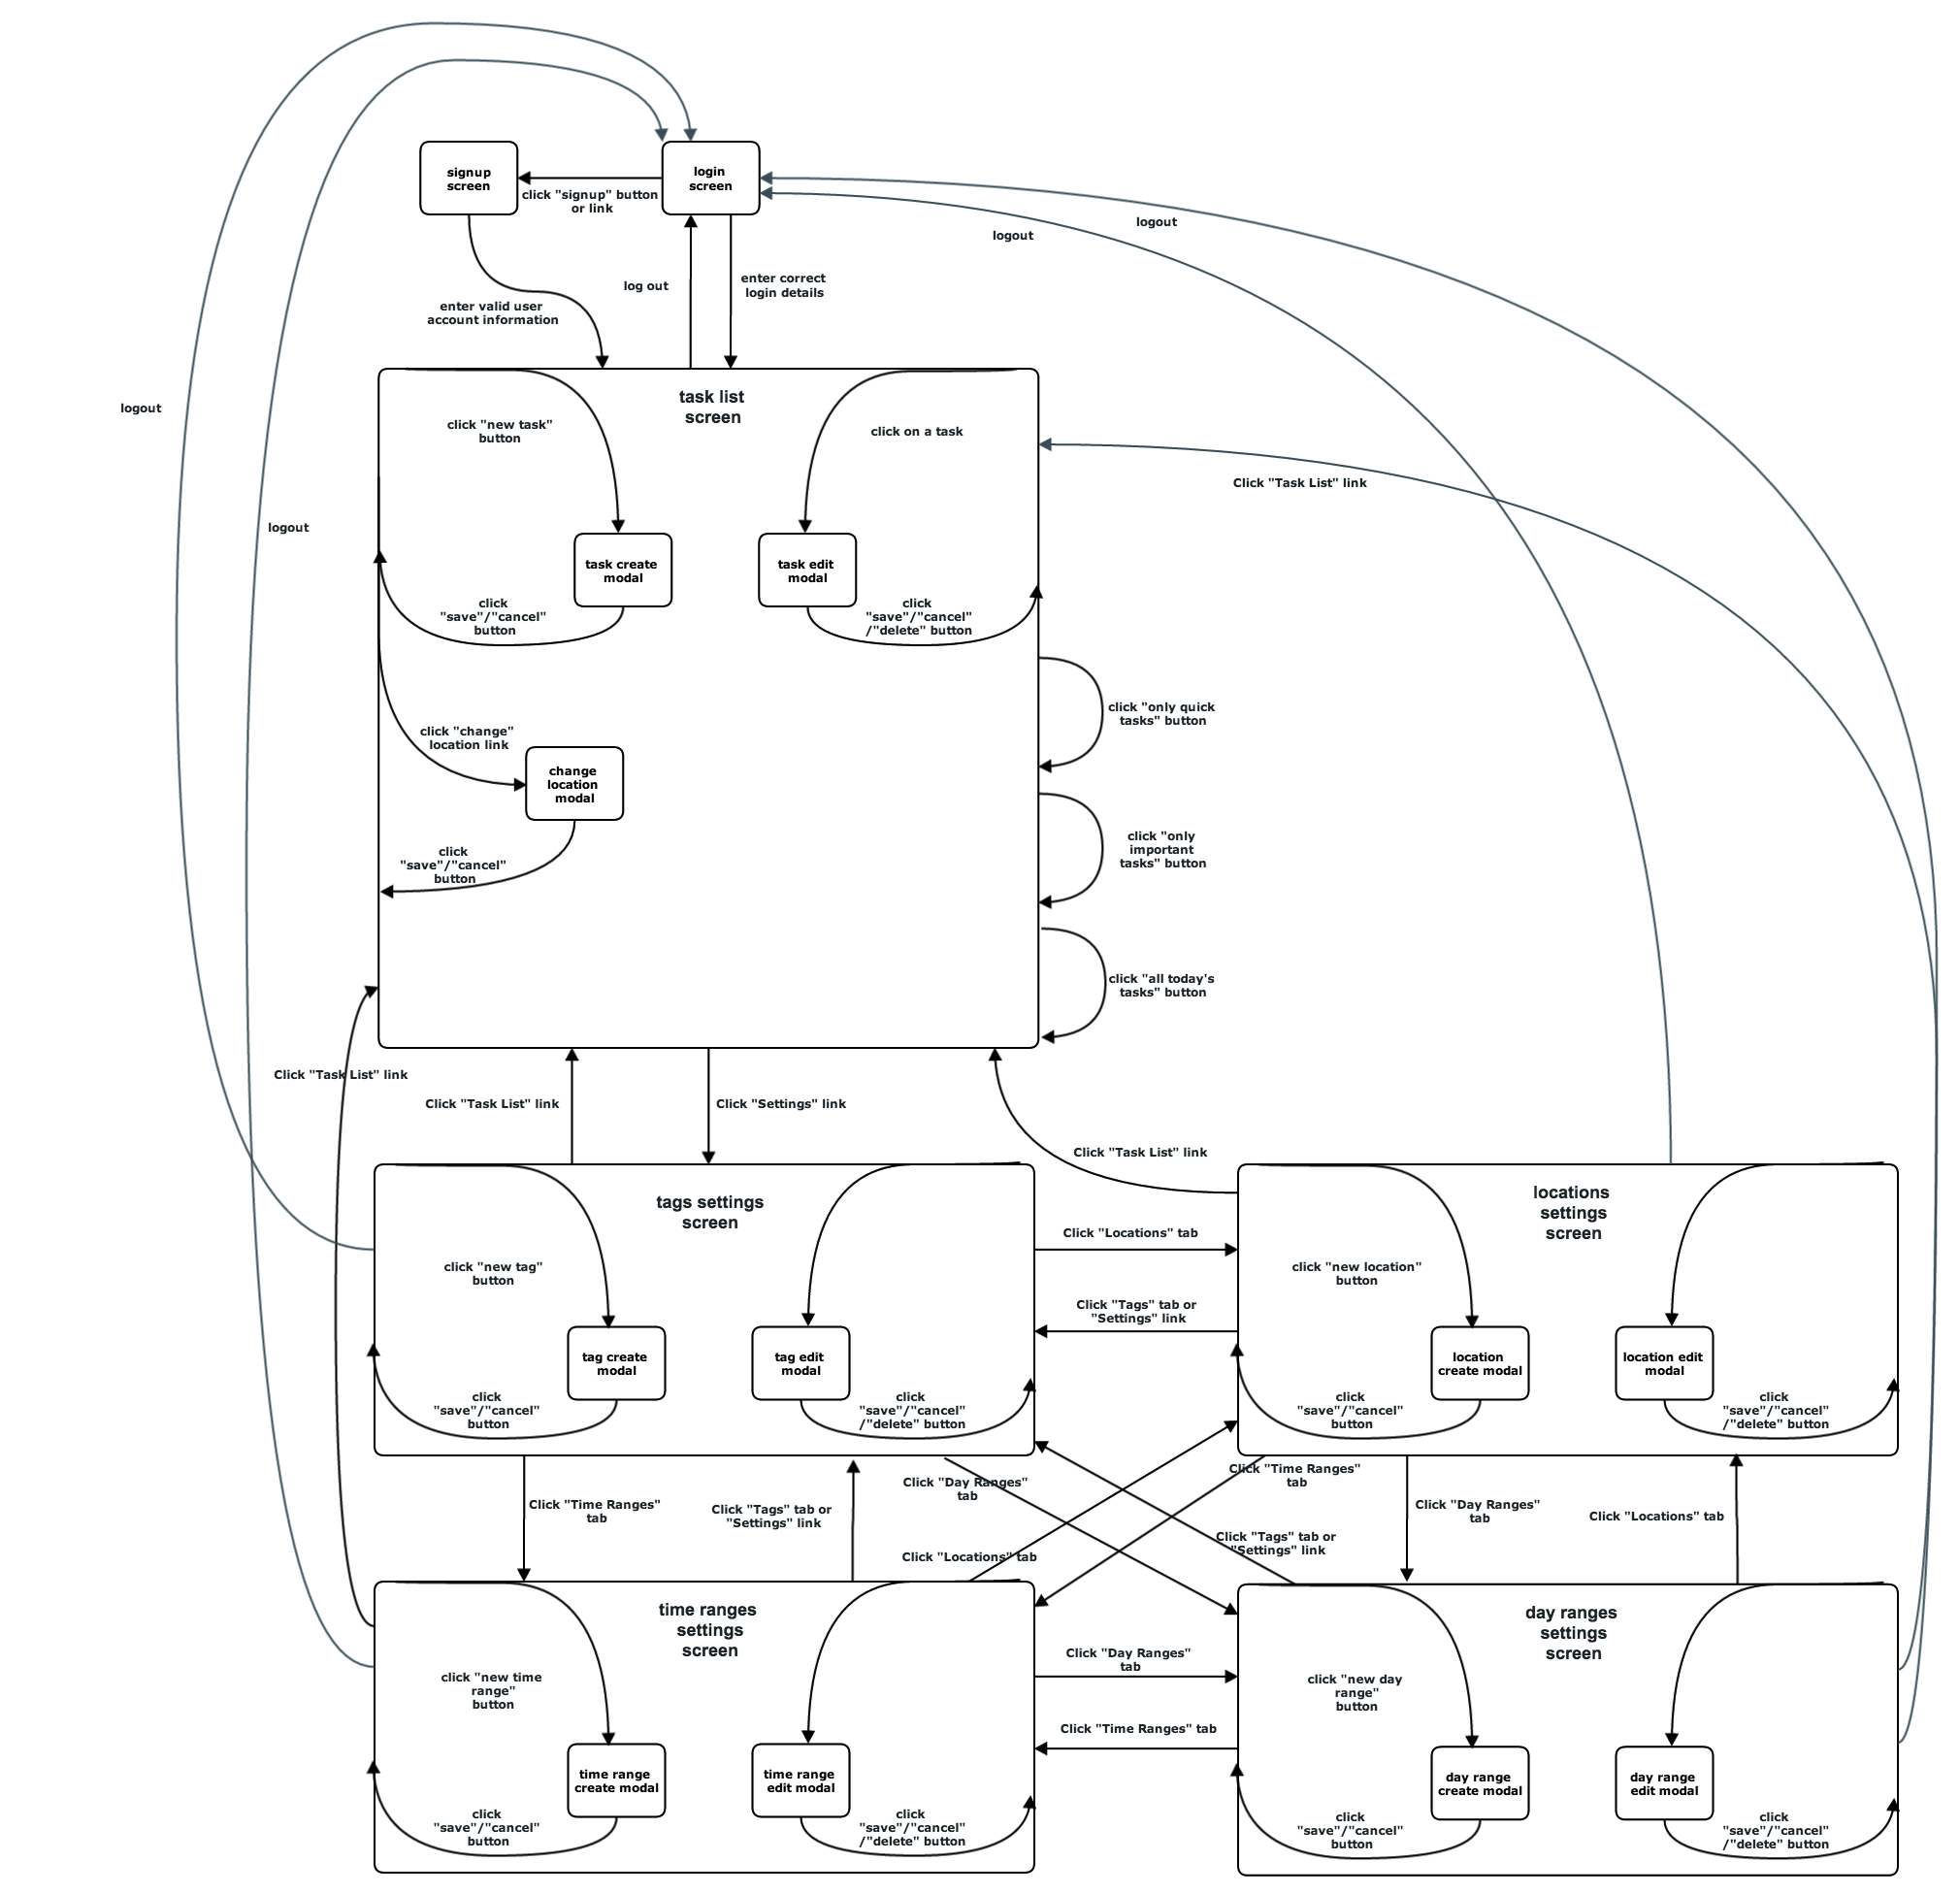 signup
screen
login
screen
click "signup" button
or link
logout
logout
log out
enter correct
login details
enter valid user
account information
logout
task list
screen
click "new task"
button
click on a task
Click "Task List" link
logout
task create
modal
task edit
modal
click
"save"/"cancel"
button
click
"save"/"cancel"
/"delete" button
click "only quick
tasks" button
click "change"
location link
change
location
modal
click "only
important
tasks" button
click
"save"/"cancel"
button
click "all today's
tasks" button
Click "Task List" link
Click "Task List" link
Click "Settings" link
Click "Task List" link
tags settings
screen
locations
settings
screen
Click "Locations" tab
click "new tag"
button
click "new location"
button
Click "Tags" tab or
"Settings" link
tag create
modal
tag edit
modal
location
create modal
location edit
modal
click
"save"/"cancel"
button
click
"save"/"cancel"
/"delete" button
click
"save"/"cancel"
button
click
"save"/"cancel"
/"delete" button
Click "Time Ranges"
tab
Click "Tags" tab or
"Settings" link
Click "Day Ranges"
tab
Click "Time Ranges"
tab
Click "Day Ranges"
tab
Click "Locations" tab
Click "Locations" tab
Click "Tags" tab or
"Settings" link
time ranges
settings
screen
day ranges
settings
screen
click "new time
range"
button
Click "Day Ranges"
tab
click "new day
range"
button
Click "Time Ranges" tab
time range
create modal
time range
edit modal
day range
create modal
day range
edit modal
click
"save"/"cancel"
button
click
"save"/"cancel"
/"delete" button
click
"save"/"cancel"
button
click
"save"/"cancel"
/"delete" button